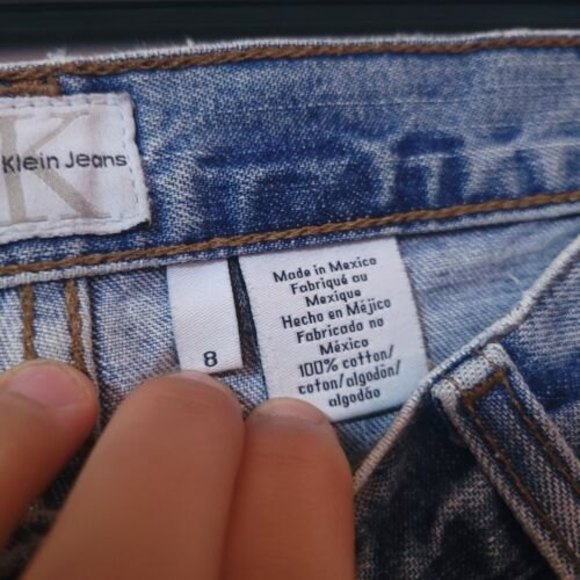 K
Klein Jeans
8
Made in Mexico
Fabriqué au
Mexique
Hecho en Méjico
Fabricado no
México
100% cotton/
coton/algodón/
algodão